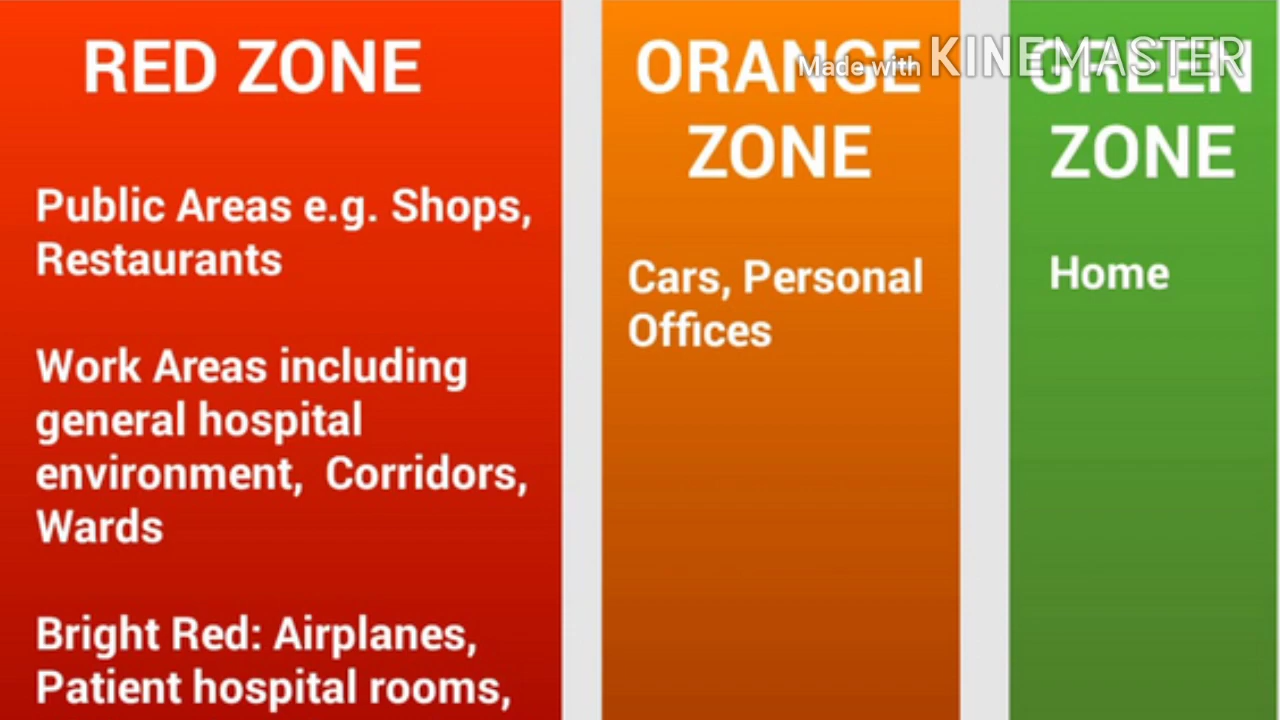 RED ZONE
Public Areas e.g. Shops,
Restaurants
Work Areas including
general hospital
environment, Corridors,
Wards
Bright Red: Airplanes,
Patient hospital rooms,
ORANGE
ZONE
Cars, Personal
Offices
GREEN
ZONE
Home
Made with KINEMASTER